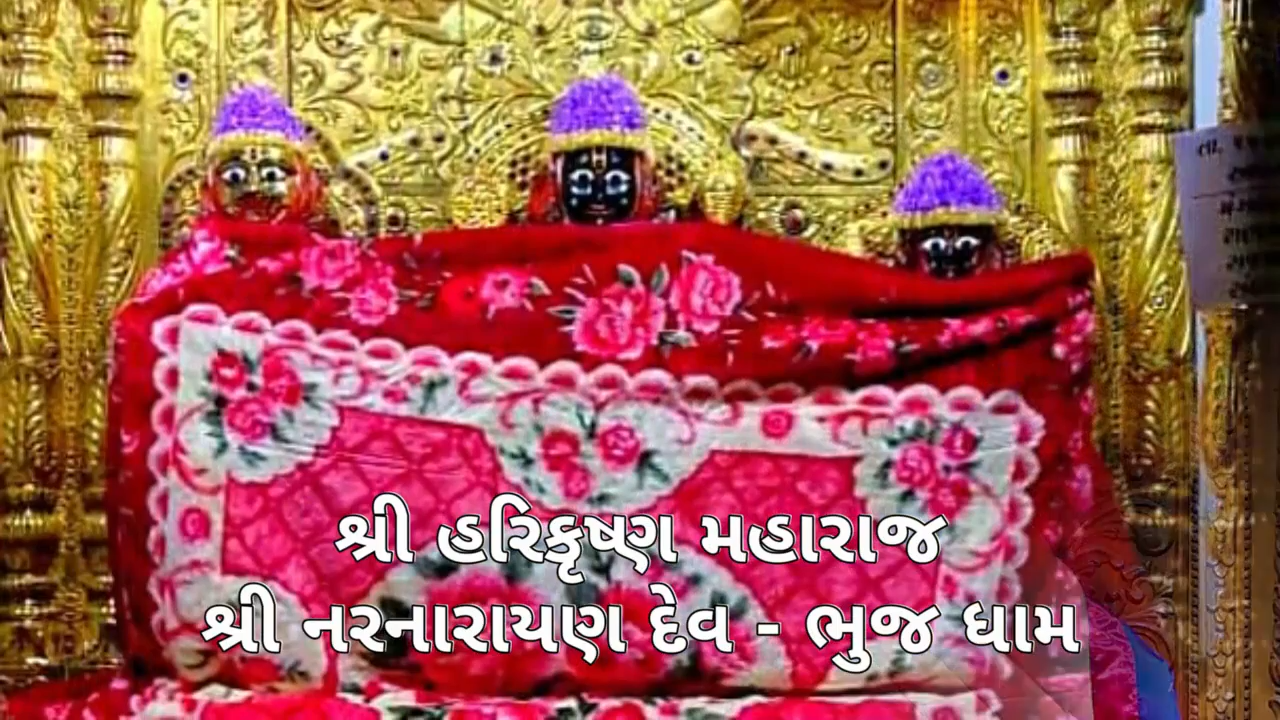 શ્રી હરિકૃષ્ણ મહારાજ
શ્રી નરનારાયણ દેવ - ભુજ ધામ
તા.